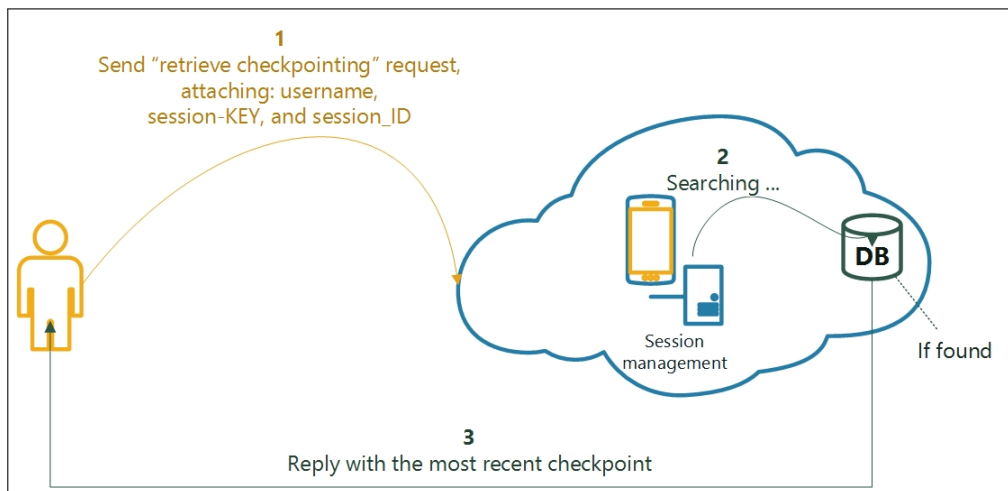 1
Send “retrieve checkpointing” request,
attaching: username,
session-KEY, and session_ID
2
Searching ...
DB
Session
management
If found
3
Reply with the most recent checkpoint